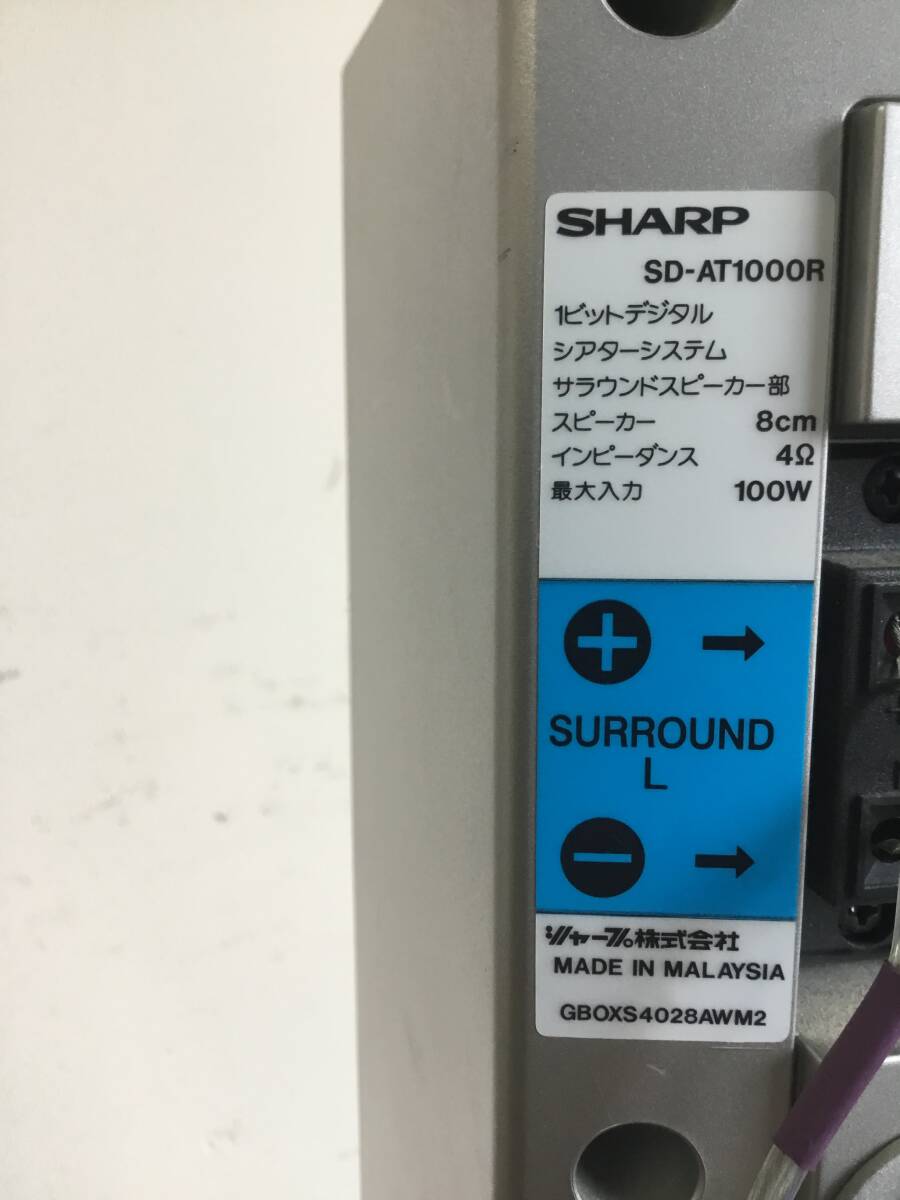 SHARP
SD-AT1000R
1ビットデジタル
シアターシステム
サラウンドスピーカー部
スピーカー 8cm
インピーダンス 4Ω
最大入力 100W
+ →
SURROUND
L
− →
シャープ株式会社
MADE IN MALAYSIA
GBOXS4028AWM2